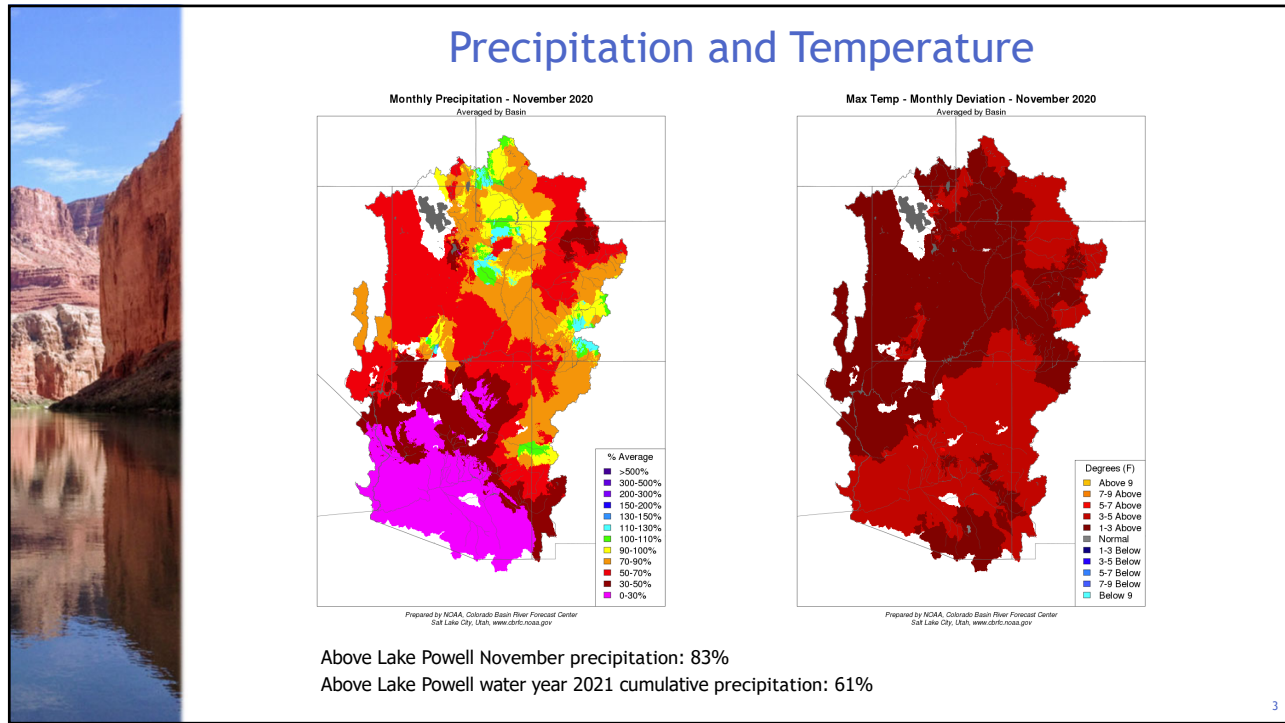 Precipitation and Temperature
Monthly Precipitation - November 2020
Averaged by Basin
% Average
>500%
300-500%
200-300%
150-200%
130-150%
110-130%
100-110%
90-100%
70-90%
50-70%
30-50%
0-30%
Prepared by NOAA, Colorado Basin River Forecast Center
Salt Lake City, Utah, www.cbrfc.noaa.gov
Max Temp - Monthly Deviation - November 2020
Averaged by Basin
Degrees (F)
Above 9
7-9 Above
5-7 Above
3-5 Above
1-3 Above
Normal
1-3 Below
3-5 Below
5-7 Below
7-9 Below
Below 9
Prepared by NOAA, Colorado Basin River Forecast Center
Salt Lake City, Utah, www.cbrfc.noaa.gov
Above Lake Powell November precipitation: 83%
Above Lake Powell water year 2021 cumulative precipitation: 61%
3